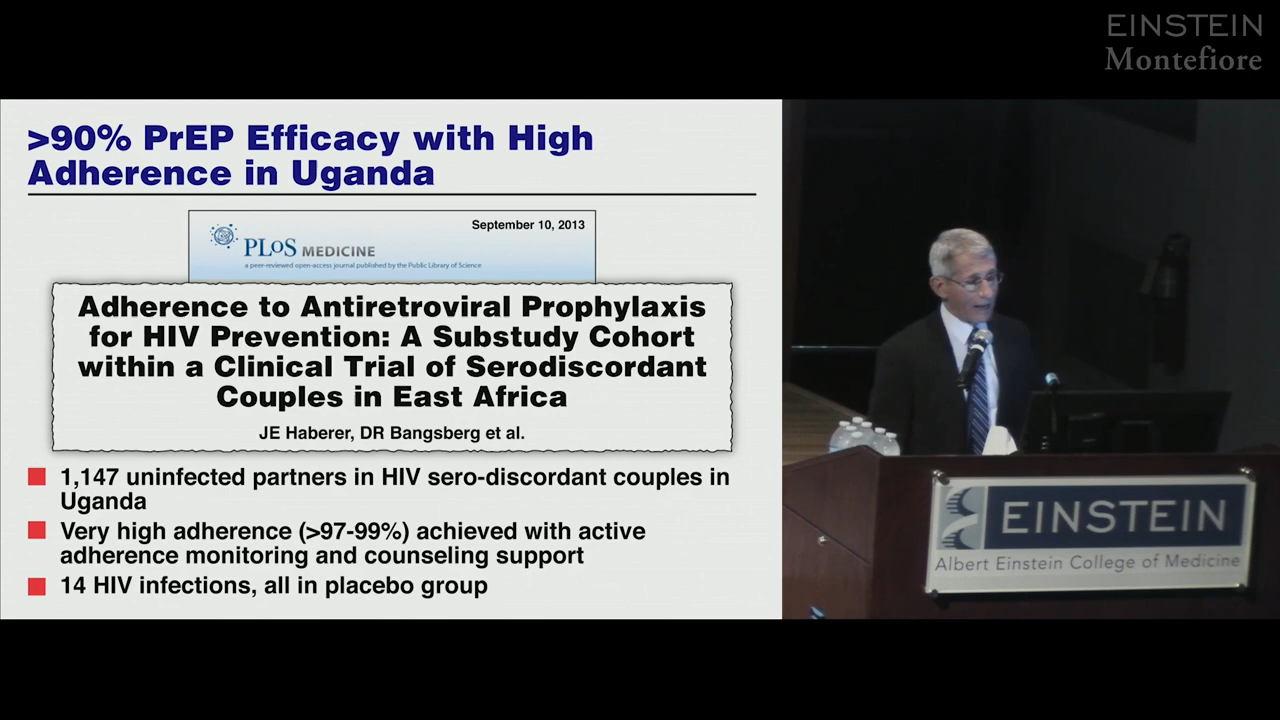 EINSTEIN
Montefiore
>90% PrEP Efficacy with High
Adherence in Uganda
September 10, 2013
PLoS MEDICINE
a peer-reviewed open-access journal published by the Public Library of Science
Adherence to Antiretroviral Prophylaxis
for HIV Prevention: A Substudy Cohort
within a Clinical Trial of Serodiscordant
Couples in East Africa
JE Haberer, DR Bangsberg et al.
1,147 uninfected partners in HIV sero-discordant couples in
Uganda
Very high adherence (>97-99%) achieved with active
adherence monitoring and counseling support
14 HIV infections, all in placebo group
EINSTEIN
Albert Einstein College of Medicine